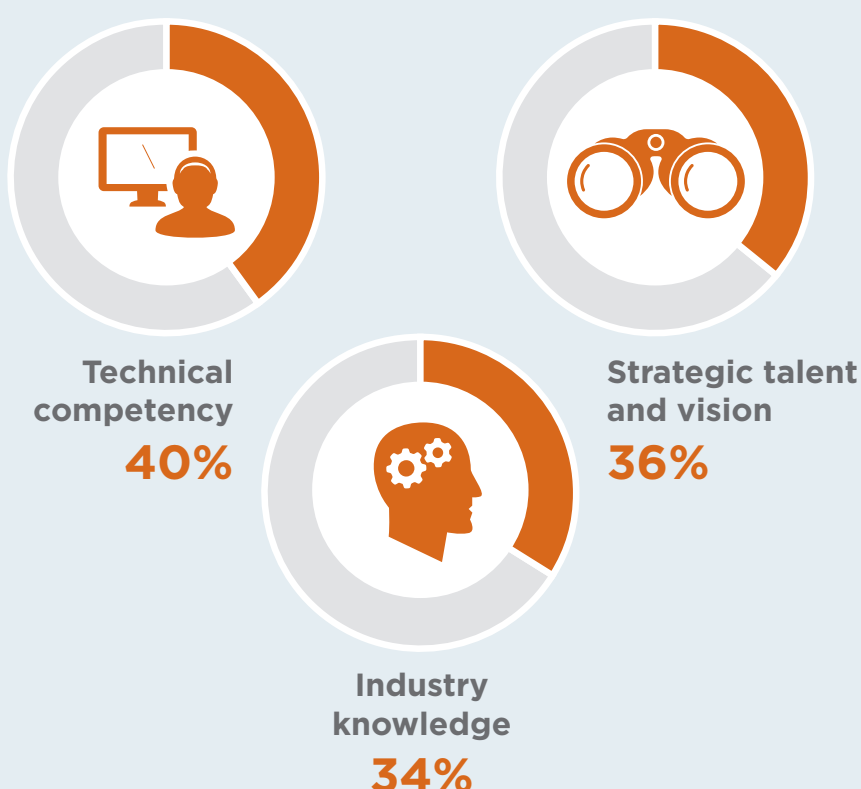 Technical
competency
40%
Strategic talent
and vision
36%
Industry
knowledge
34%